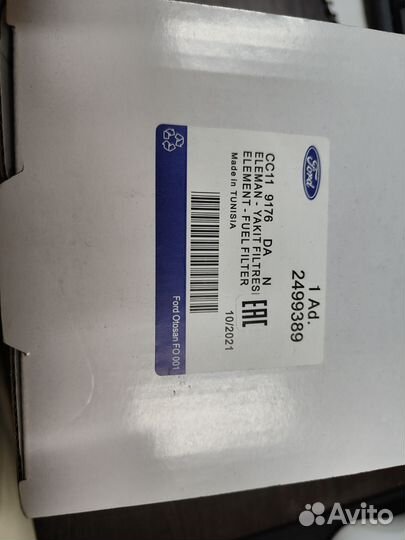 Ford
1 Ad.
2499389
CC11 9176 DA N
ELEMAN - YAKIT FILTRESI
ELEMENT - FUEL FILTER
Made in TUNISIA
EAC
10/2021
Ford Otosan FO 001
Avito